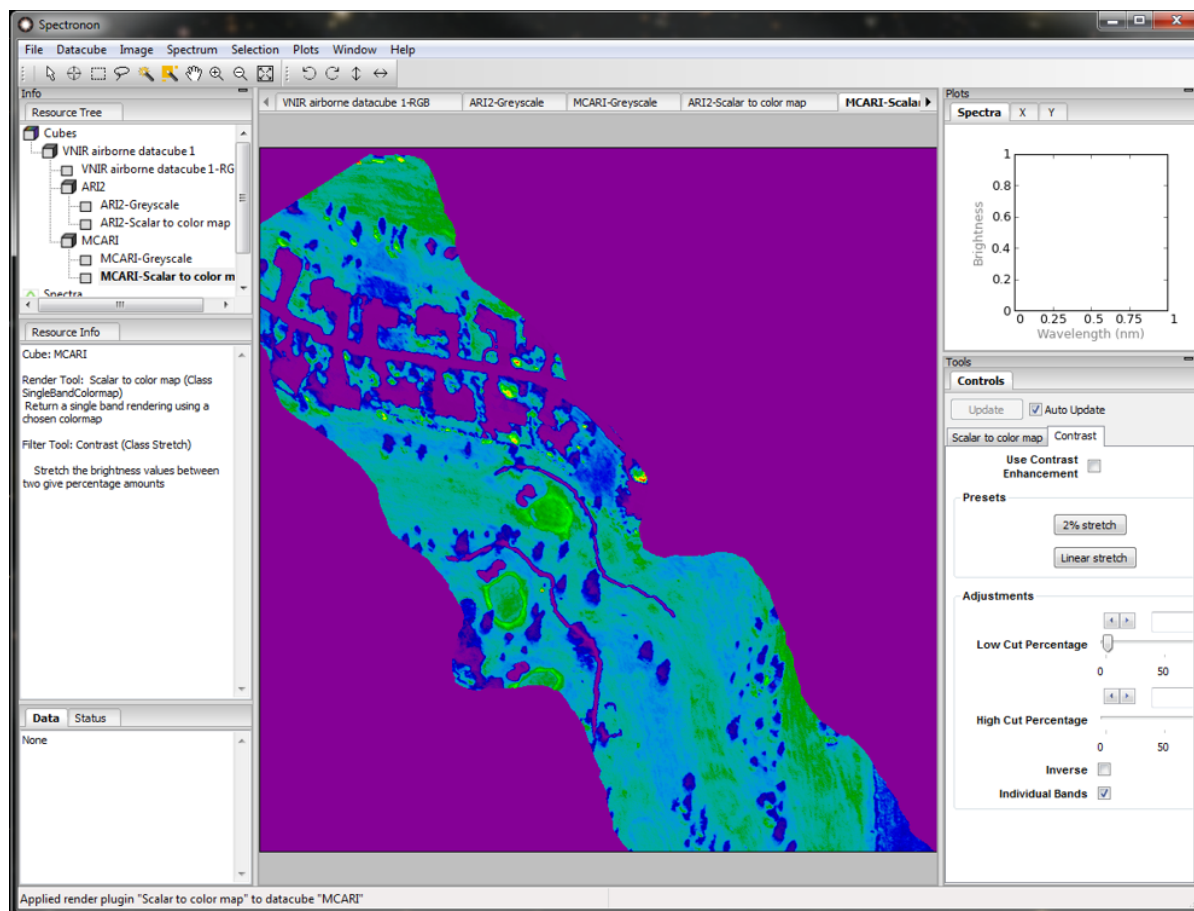 Spectronon
File Datacube Image Spectrum Selection Plots Window Help
Info
Resource Tree
Cubes
VNIR airborne datacube 1
VNIR airborne datacube 1-RG
ARI2
ARI2-Greyscale
ARI2-Scalar to color map
MCARI
MCARI-Greyscale
MCARI-Scalar to color m
Spectra
Resource Info
Cube: MCARI
Render Tool: Scalar to color map (Class
SingleBandColormap)
Return a single band rendering using a
chosen colormap
Filter Tool: Contrast (Class Stretch)
Stretch the brightness values between
two give percentage amounts
Data Status
None
VNIR airborne datacube 1-RGB ARI2-Greyscale MCARI-Greyscale ARI2-Scalar to color map MCARI-Scalar
Plots
Spectra X Y
1
0.8
0.6
0.4
0.2
0
Brightness
0 0.25 0.5 0.75 1
Wavelength (nm)
Tools
Controls
Update Auto Update
Scalar to color map Contrast
Use Contrast
Enhancement
Presets
2% stretch
Linear stretch
Adjustments
Low Cut Percentage
0 50
High Cut Percentage
0 50
Inverse
Individual Bands
Applied render plugin "Scalar to color map" to datacube "MCARI"